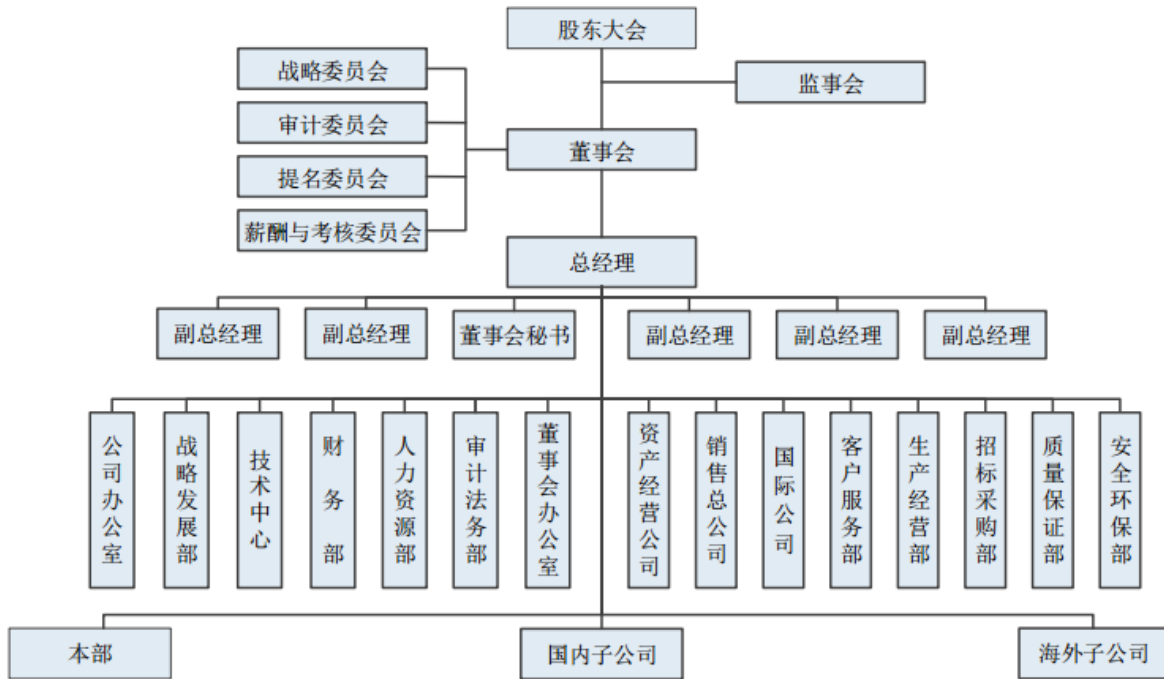 股东大会
战略委员会
监事会
审计委员会
董事会
提名委员会
薪酬与考核委员会
总经理
副总经理
副总经理
董事会秘书
副总经理
副总经理
副总经理
公司办公室
战略发展部
技术中心
财务部
人力资源部
审计法务部
董事会办公室
资产经营公司
销售总公司
国际公司
客户服务部
生产经营部
招标采购部
质量保证部
安全环保部
本部
国内子公司
海外子公司